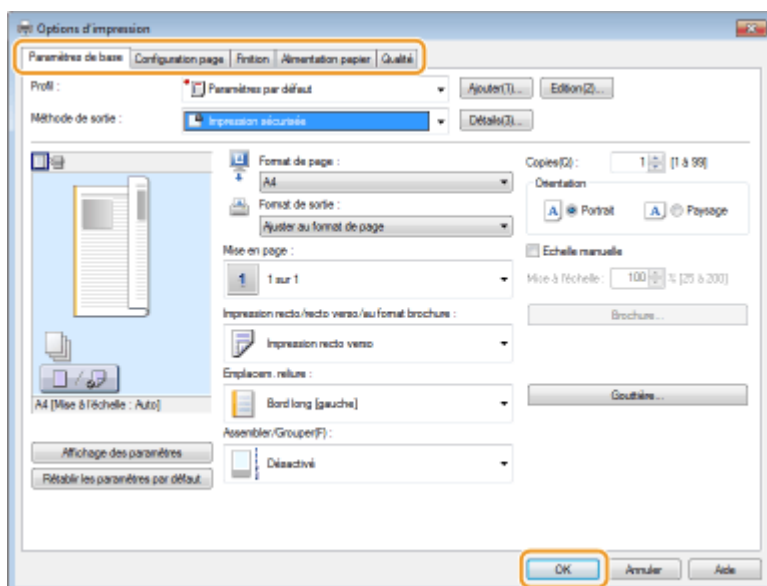 Options d'impression
Paramètres de base Configuration page Finition Alimentation papier Qualité
Profil : Paramètres par défaut Ajouter(1)... Edition(2)...
Méthode de sortie : Impression sécurisée Détails(3)...
Format de page :
A4
Format de sortie :
Ajuster au format de page
Copies(Q) : 1 [1 à 99]
Orientation
A Portrait A Paysage
Mise en page :
1 1 sur 1
Echelle manuelle
Mise à l'échelle : 100 % [25 à 200]
Impression recto/recto verso/au format brochure :
Impression recto verso
Brochure...
Emplacem. reliure :
Bord long [gauche]
Gouttière...
A4 [Mise à l'échelle : Auto]
Assembler/Grouper(F) :
Désactivé
Affichage des paramètres
Rétablir les paramètres par défaut
OK Annuler Aide